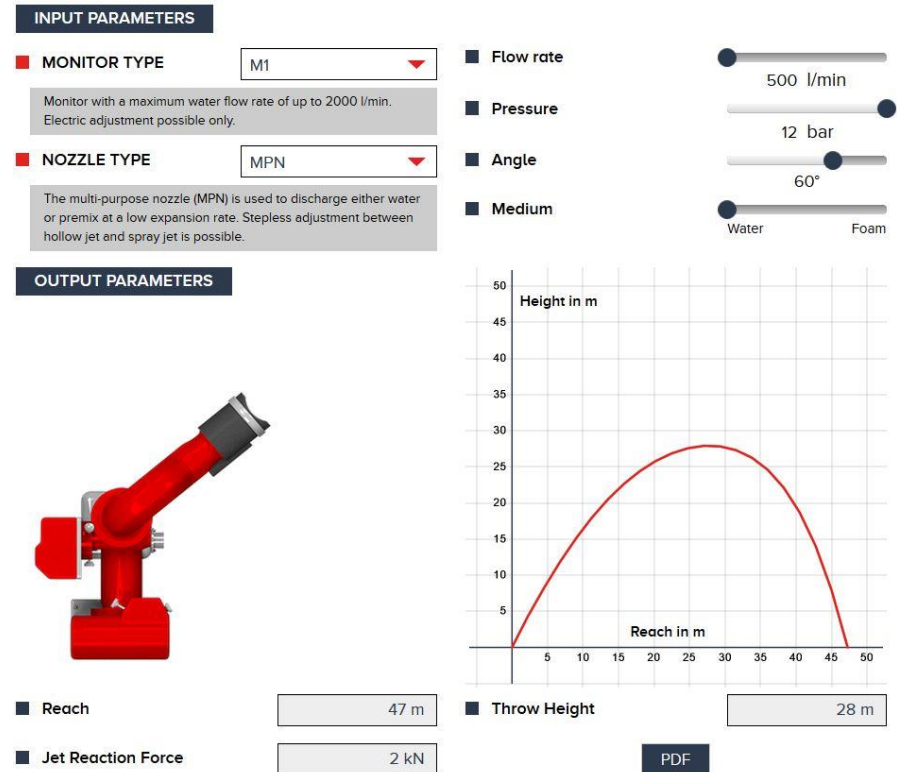 INPUT PARAMETERS
MONITOR TYPE
M1
Monitor with a maximum water flow rate of up to 2000 l/min.
Electric adjustment possible only.
NOZZLE TYPE
MPN
The multi-purpose nozzle (MPN) is used to discharge either water
or premix at a low expansion rate. Stepless adjustment between
hollow jet and spray jet is possible.
Flow rate
500 l/min
Pressure
12 bar
Angle
60°
Medium
Water Foam
OUTPUT PARAMETERS
Height in m
50
45
40
35
30
25
20
15
10
5
Reach in m
5 10 15 20 25 30 35 40 45 50
Reach
47 m
Throw Height
28 m
Jet Reaction Force
2 kN
PDF